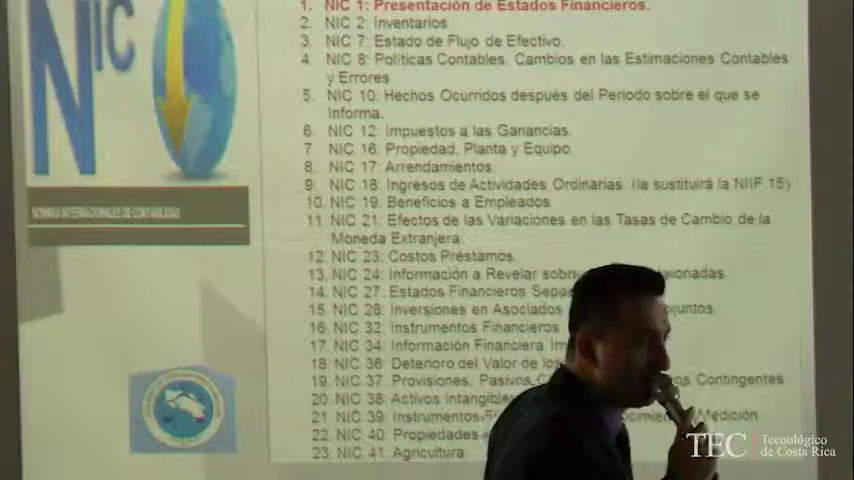 NIC
NORMAS INTERNACIONALES DE CONTABILIDAD
1. NIC 1: Presentación de Estados Financieros.
2. NIC 2: Inventarios
3. NIC 7: Estado de Flujo de Efectivo.
4. NIC 8: Políticas Contables, Cambios en las Estimaciones Contables
y Errores
5. NIC 10: Hechos Ocurridos después del Periodo sobre el que se
Informa.
6. NIC 12: Impuestos a las Ganancias.
7. NIC 16: Propiedad, Planta y Equipo.
8. NIC 17: Arrendamientos.
9. NIC 18: Ingresos de Actividades Ordinarias. (la sustituirá la NIIF 15)
10. NIC 19: Beneficios a Empleados
11. NIC 21: Efectos de las Variaciones en las Tasas de Cambio de la
Moneda Extranjera.
12. NIC 23: Costos Préstamos.
13. NIC 24: Información a Revelar
14. NIC 27: Estados Financieros
15. NIC 28: Inversiones en Asociados
16. NIC 32: Instrumentos Financieros
17. NIC 34: Información Financiera
18. NIC 36: Deterioro del Valor de
19. NIC 37: Provisiones, Pasivos Contingentes
20. NIC 38: Activos
21. NIC 39: Instrumentos Medición
22. NIC 40: Propiedades
23. NIC 41: Agricultura
TEC | Tecnológico
de Costa Rica